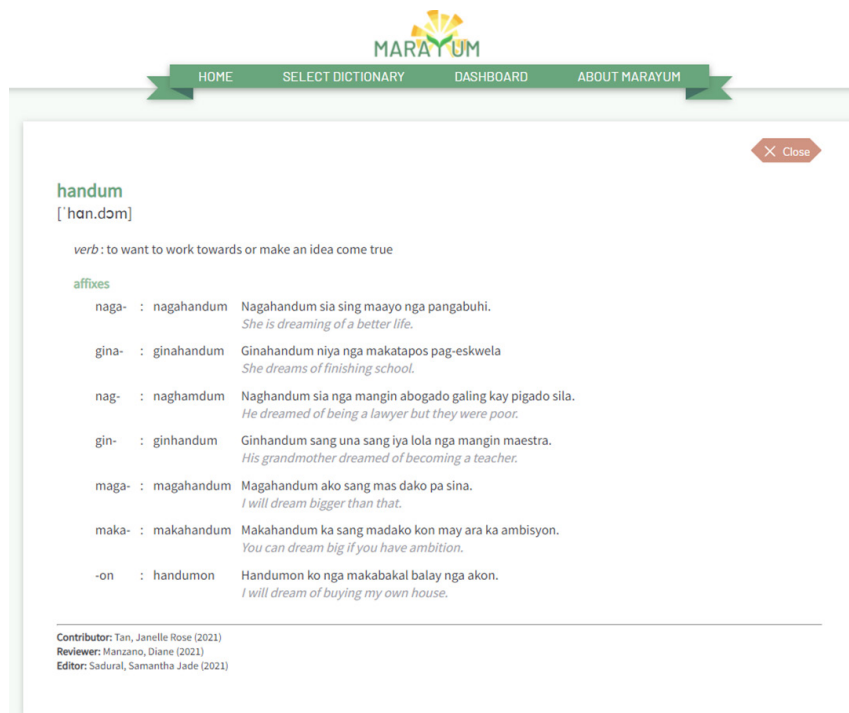 MARAYUM
HOME SELECT DICTIONARY DASHBOARD ABOUT MARAYUM
× Close
handum
[ˈhɑn.dɔm]
verb : to want to work towards or make an idea come true
affixes
naga- : nagahandum Nagahandum sia sing maayo nga pangabuhi.
She is dreaming of a better life.
gina- : ginahandum Ginahandum niya nga makatapos pag-eskwela
She dreams of finishing school.
nag- : naghamdum Naghandum sia nga mangin abogado galing kay pigado sila.
He dreamed of being a lawyer but they were poor.
gin- : ginhandum Ginhandum sang una sang iya lola nga mangin maestra.
His grandmother dreamed of becoming a teacher.
maga- : magahandum Magahandum ako sang mas dako pa sina.
I will dream bigger than that.
maka- : makahandum Makahandum ka sang madako kon may ara ka ambisyon.
You can dream big if you have ambition.
-on : handumon Handumon ko nga makabakal balay nga akon.
I will dream of buying my own house.
Contributor: Tan, Janelle Rose (2021)
Reviewer: Manzano, Diane (2021)
Editor: Sadural, Samantha Jade (2021)